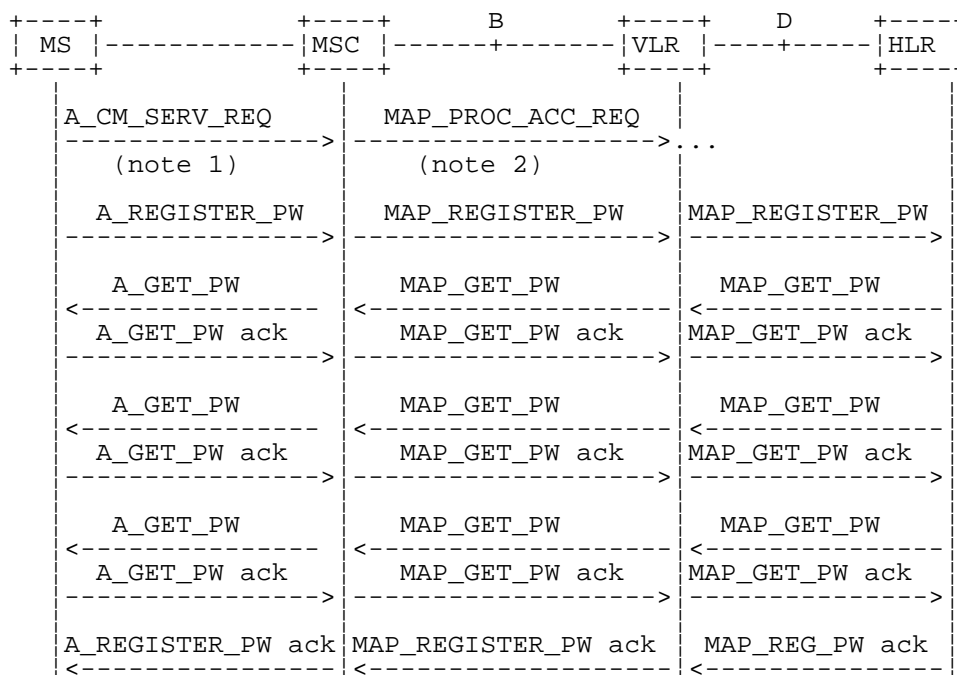 B D
MS MSC VLR HLR
A_CM_SERV_REQ MAP_PROC_ACC_REQ
...
(note 1) (note 2)
A_REGISTER_PW MAP_REGISTER_PW MAP_REGISTER_PW
A_GET_PW MAP_GET_PW MAP_GET_PW
A_GET_PW ack MAP_GET_PW ack MAP_GET_PW ack
A_GET_PW MAP_GET_PW MAP_GET_PW
A_GET_PW ack MAP_GET_PW ack MAP_GET_PW ack
A_GET_PW MAP_GET_PW MAP_GET_PW
A_GET_PW ack MAP_GET_PW ack MAP_GET_PW ack
A_REGISTER_PW ack MAP_REGISTER_PW ack MAP_REG_PW ack